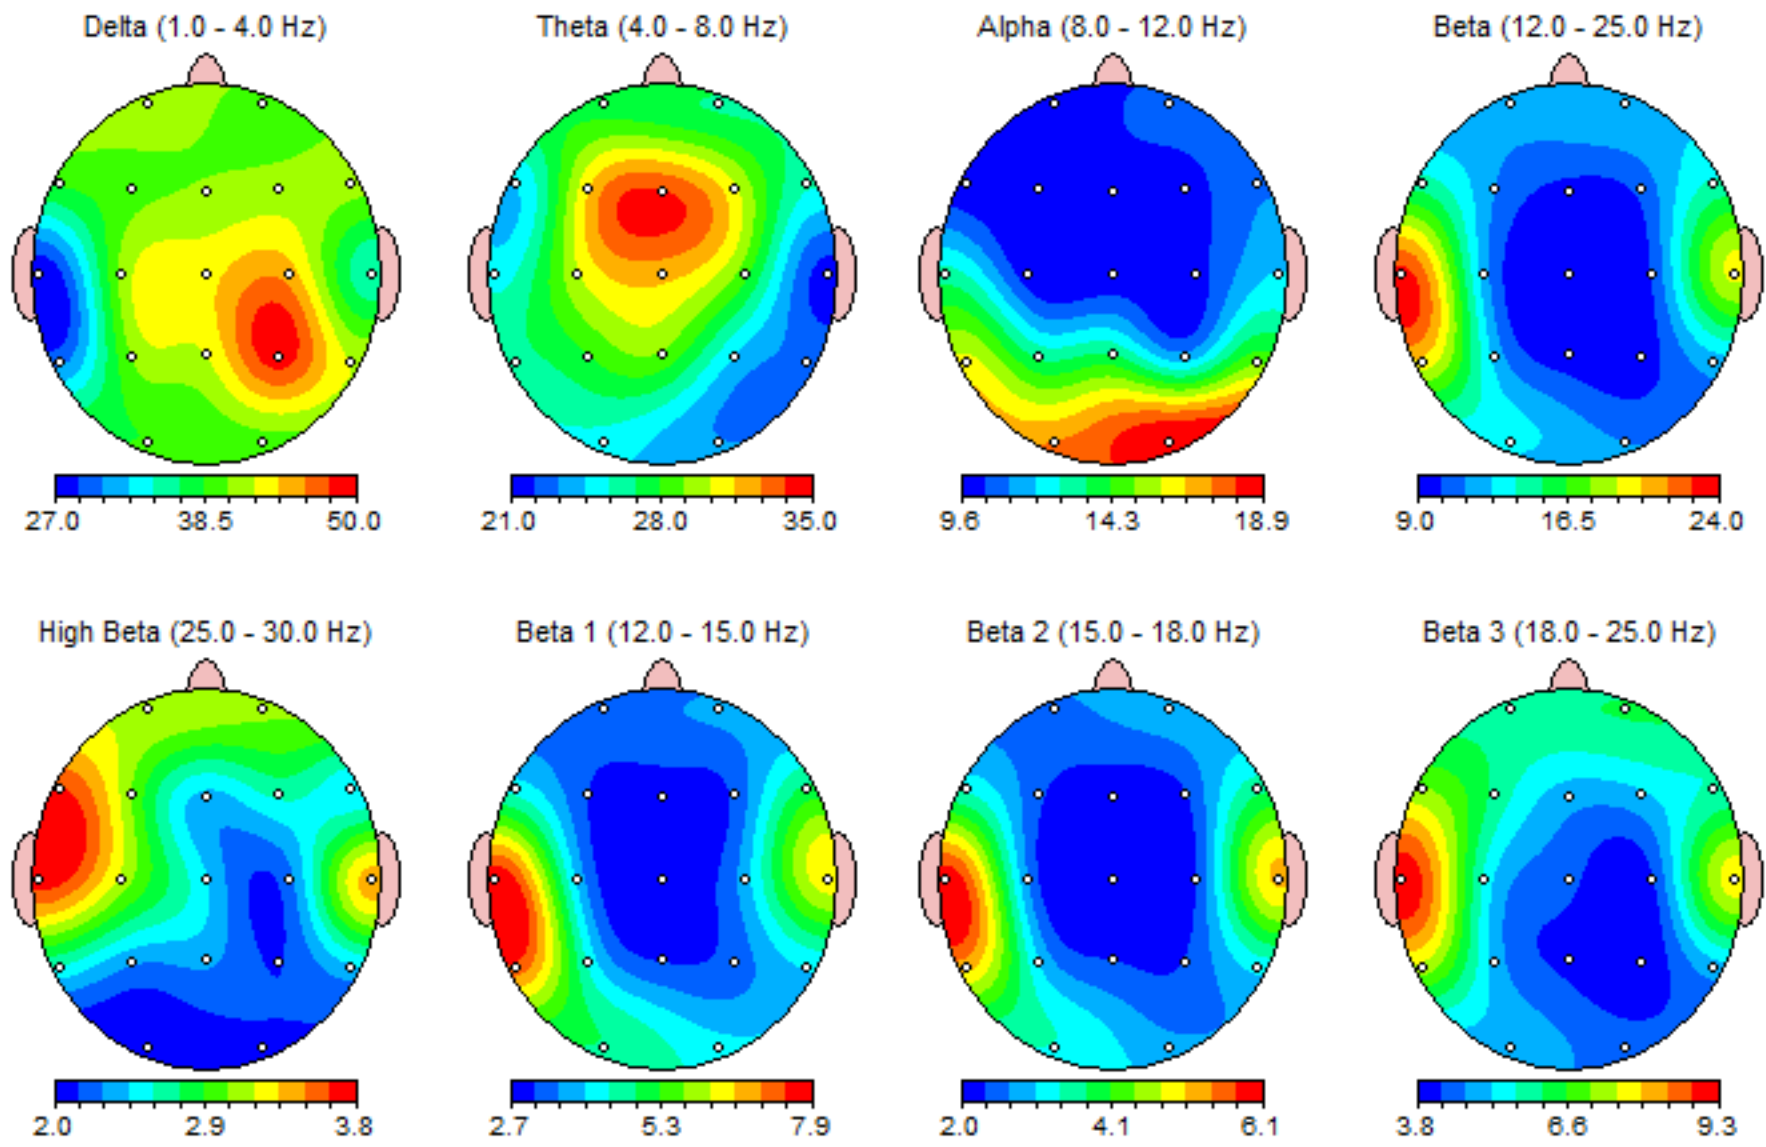 Delta (1.0 - 4.0 Hz)
Theta (4.0 - 8.0 Hz)
Alpha (8.0 - 12.0 Hz)
Beta (12.0 - 25.0 Hz)
27.0 38.5 50.0
21.0 28.0 35.0
9.6 14.3 18.9
9.0 16.5 24.0
High Beta (25.0 - 30.0 Hz)
Beta 1 (12.0 - 15.0 Hz)
Beta 2 (15.0 - 18.0 Hz)
Beta 3 (18.0 - 25.0 Hz)
2.0 2.9 3.8
2.7 5.3 7.9
2.0 4.1 6.1
3.8 6.6 9.3